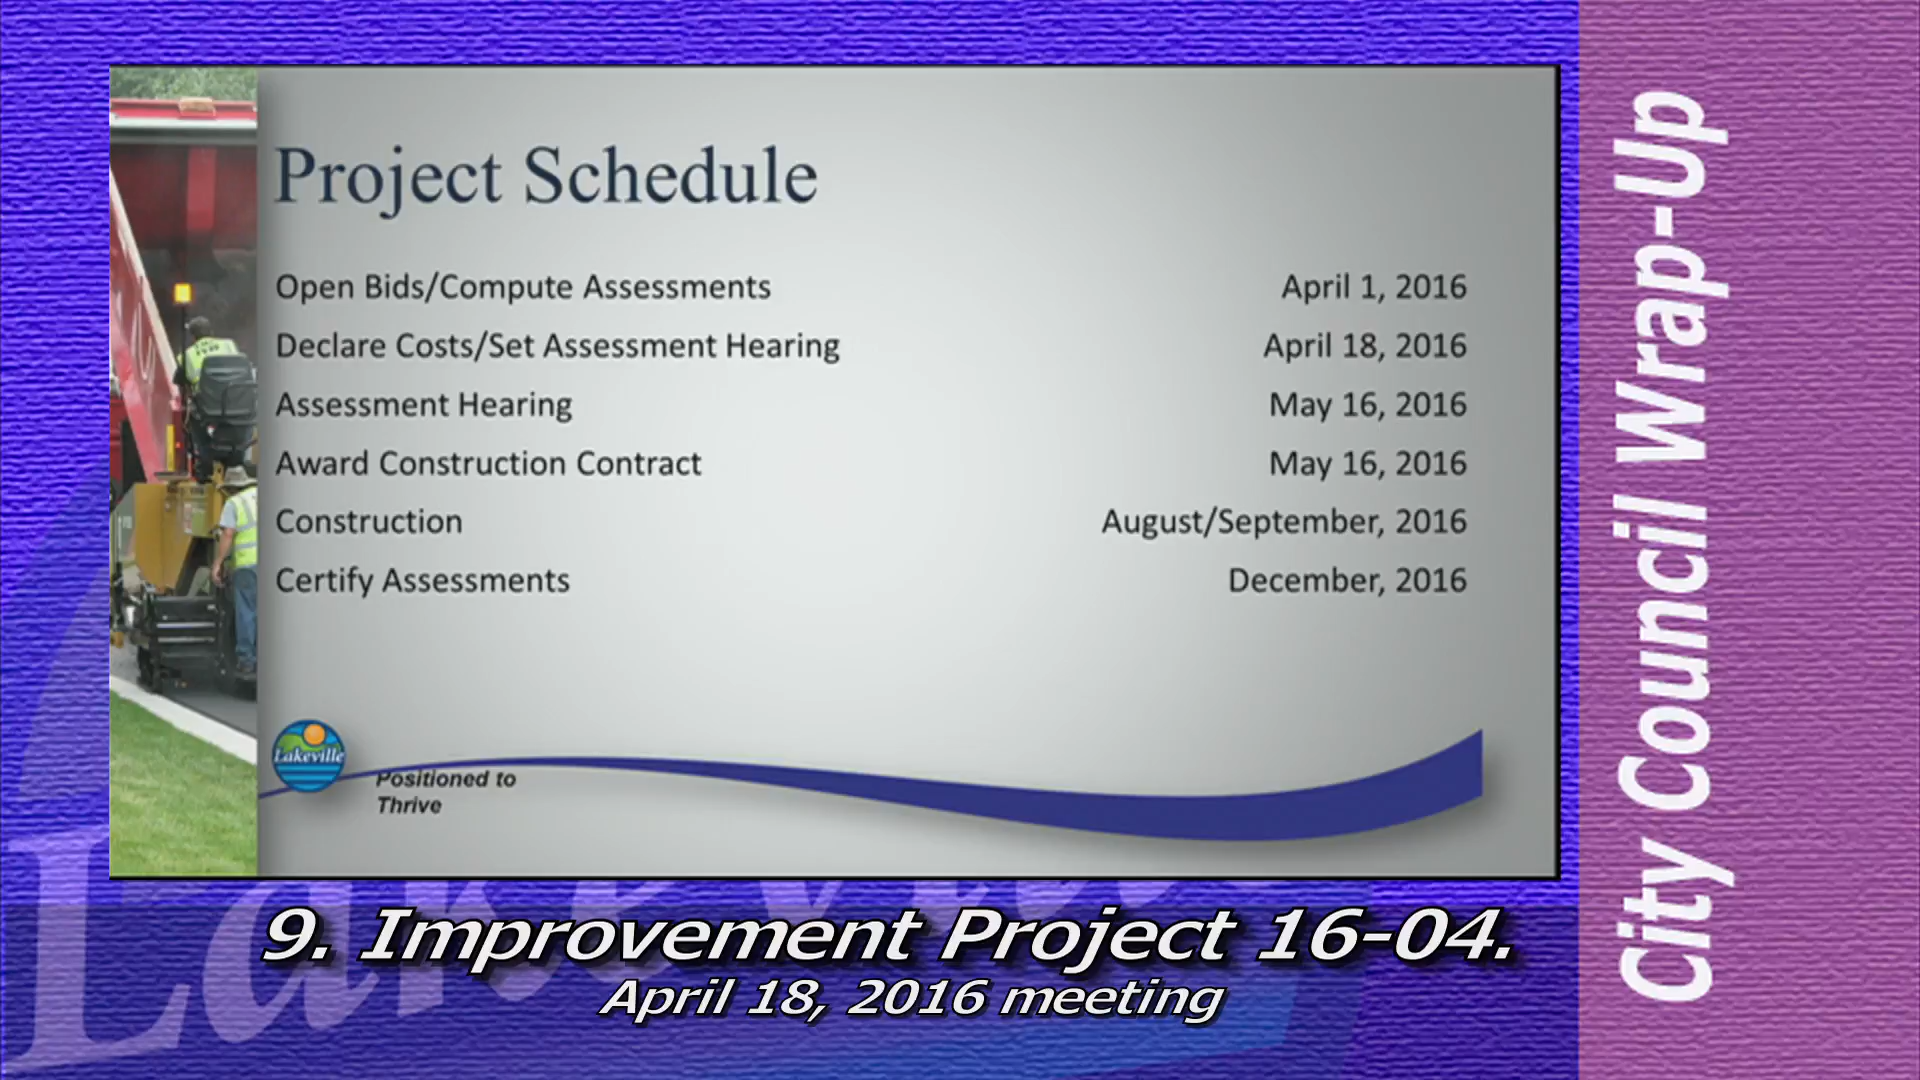 Project Schedule
Open Bids/Compute Assessments April 1, 2016
Declare Costs/Set Assessment Hearing April 18, 2016
Assessment Hearing May 16, 2016
Award Construction Contract May 16, 2016
Construction August/September, 2016
Certify Assessments December, 2016
Lakeville
Positioned to
Thrive
9. Improvement Project 16-04.
April 18, 2016 meeting
City Council Wrap-Up
Lakeville